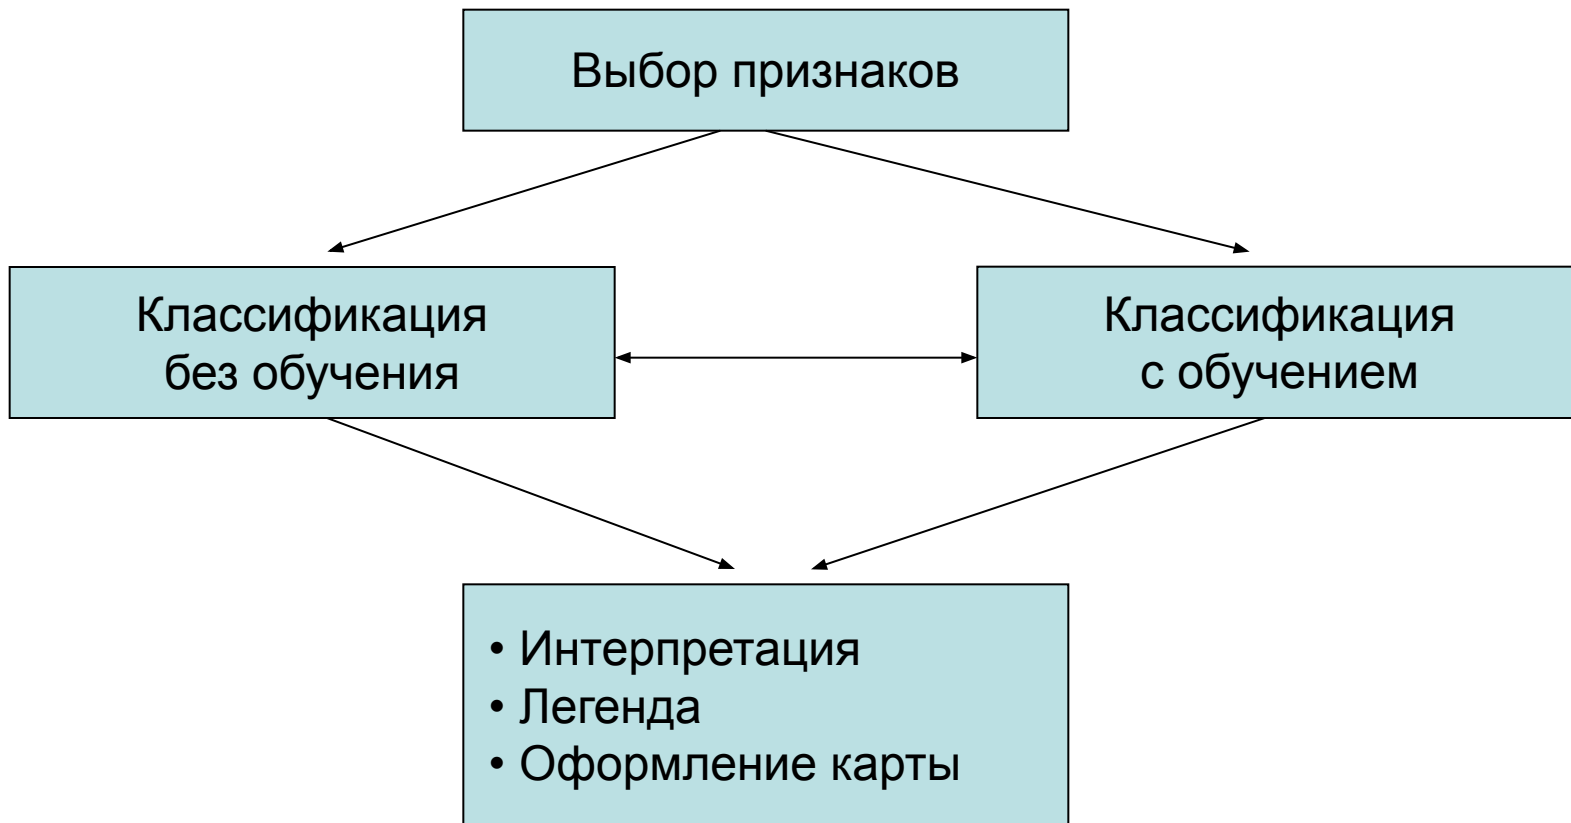 Выбор признаков
Классификация
без обучения
Классификация
с обучением
• Интерпретация
• Легенда
• Оформление карты